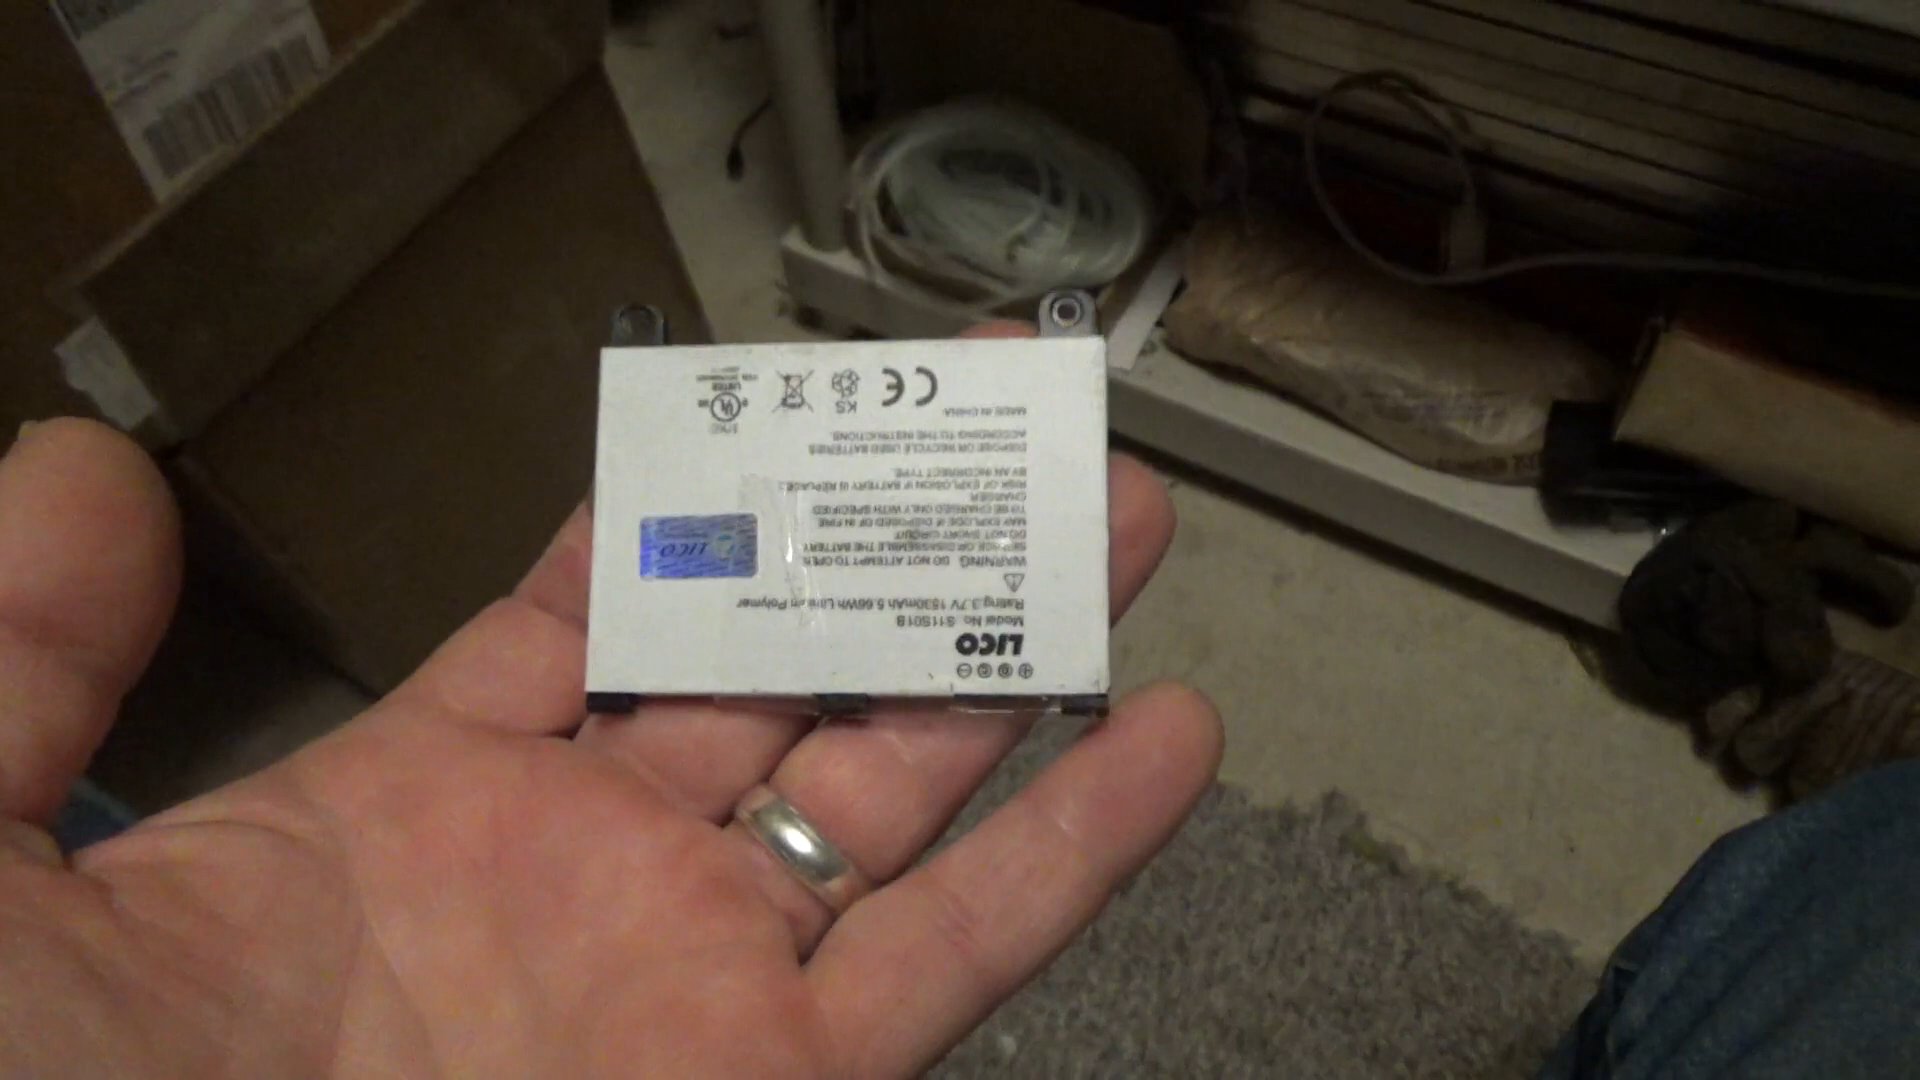 ⊕ⒹⒸ⊖
LICO
Model No. S11S01B
Rating 3.7V 1530mAh 5.66Wh Lithium Polymer
WARNING: DO NOT ATTEMPT TO OPEN,
SERVICE OR DISASSEMBLE THE BATTERY
DO NOT SHORT CIRCUIT
MAY EXPLODE IF DISPOSED OF IN FIRE
TO BE CHARGED ONLY WITH SPECIFIED
CHARGER.
RISK OF EXPLOSION IF BATTERY IS REPLACED
BY AN INCORRECT TYPE.
DISPOSE OR RECYCLE USED BATTERIES
ACCORDING TO THE INSTRUCTIONS.
MADE IN CHINA
CE
KS
UL
LISTED
LICO